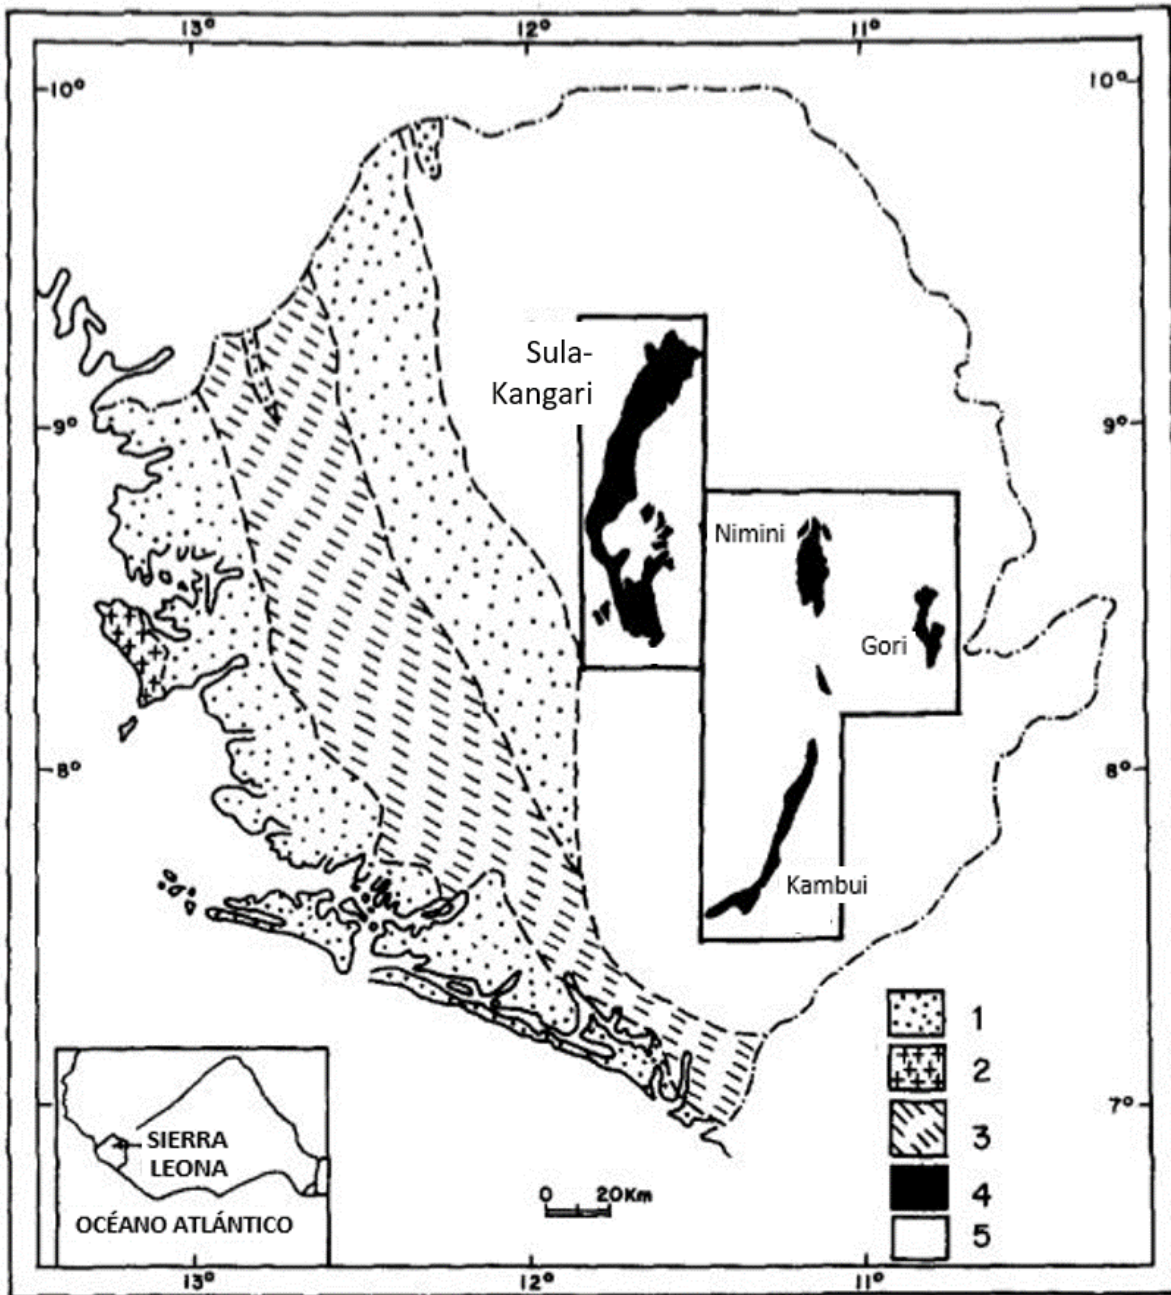 13° 12° 11°
10° 10°
Sula-
Kangari
9° 9°
Nimini
Gori
8° 8°
Kambui
1
2
7°
3
SIERRA
LEONA
4
0 20Km
OCÉANO ATLÁNTICO
5
13° 12° 11°